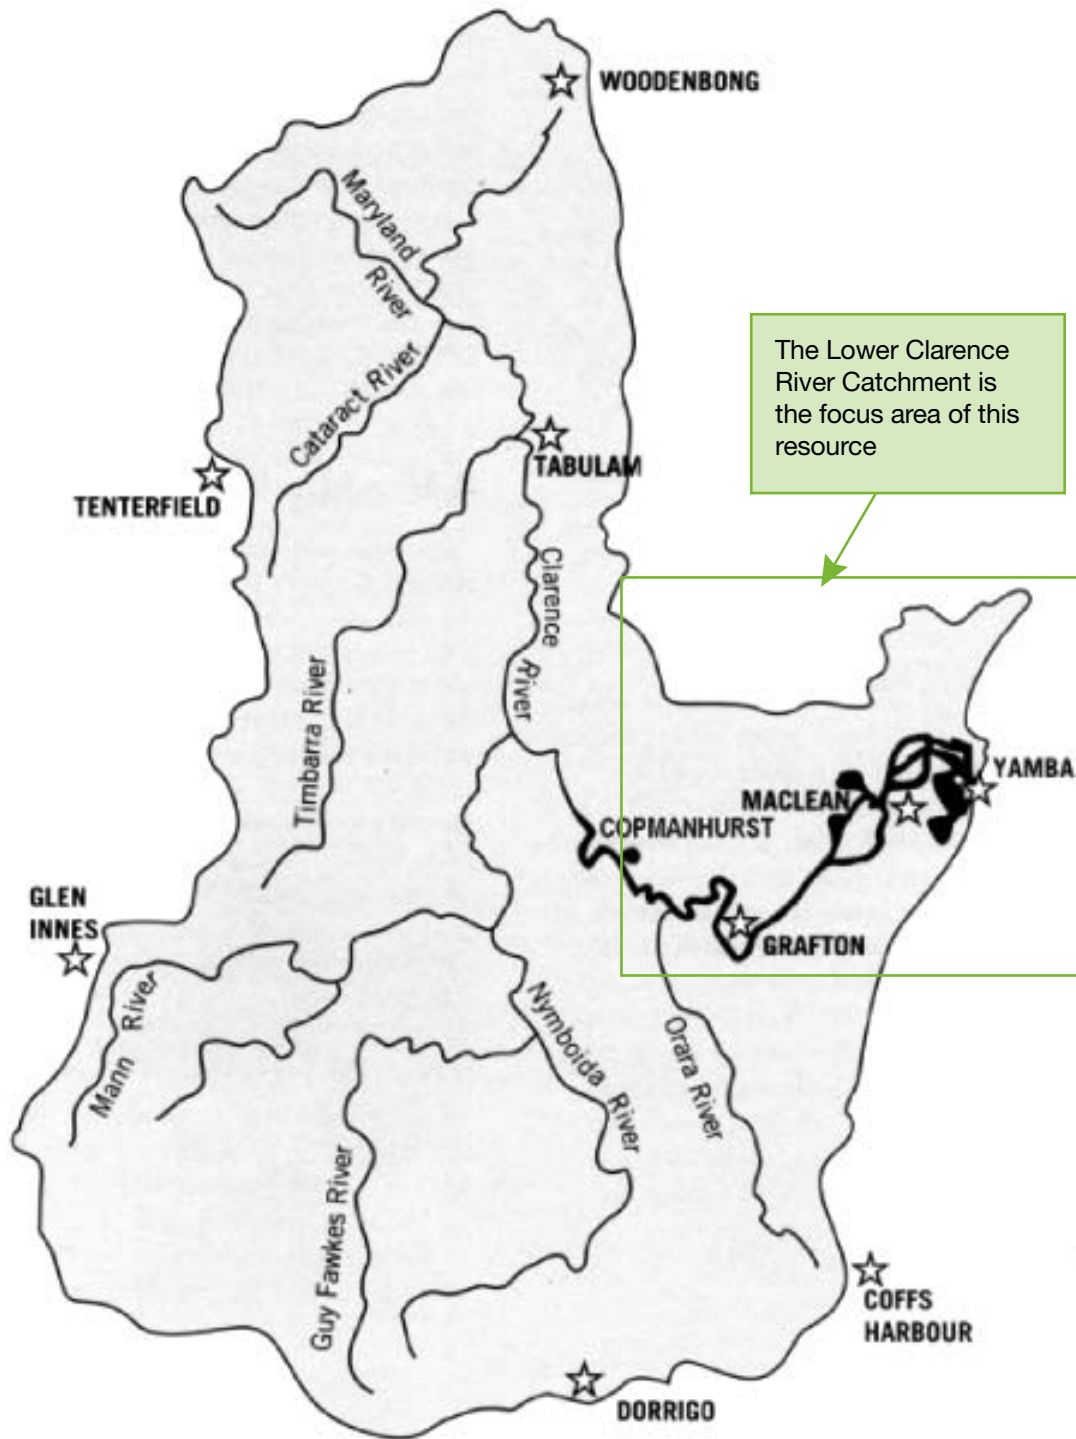 WOODENBONG
Maryland
River
Cataract River
The Lower Clarence
River Catchment is
the focus area of this
resource
TABULAM
TENTERFIELD
Clarence
River
Timbarra River
YAMBA
MACLEAN
COPMANHURST
GLEN
INNES
GRAFTON
Mann River
Nymboida River
Orara River
Guy Fawkes River
COFFS
HARBOUR
DORRIGO